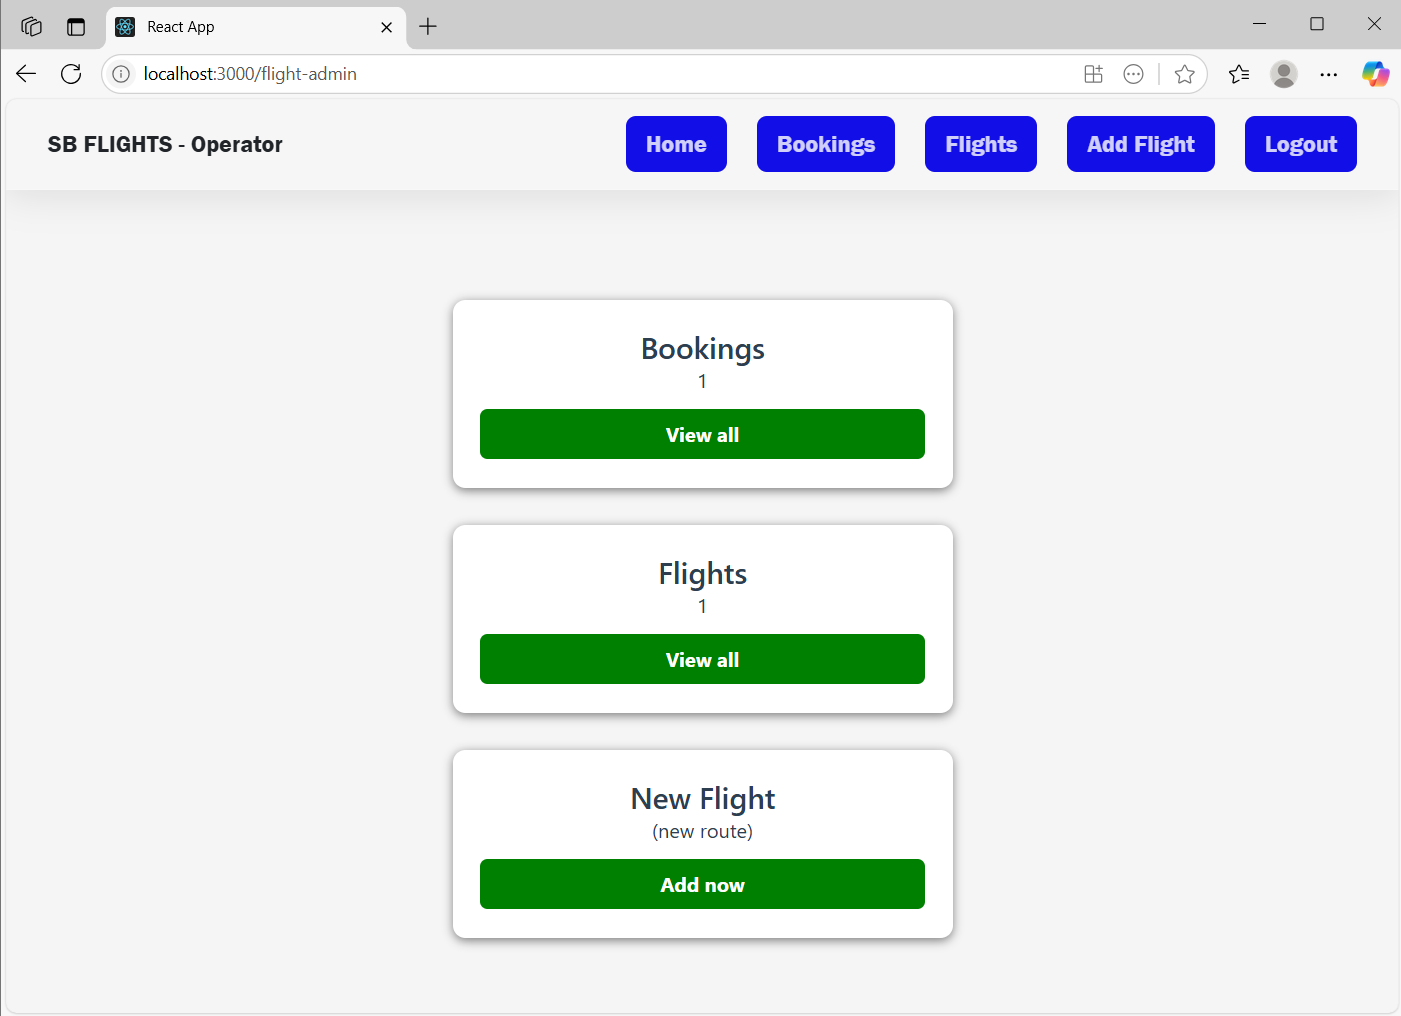 React App
localhost:3000/flight-admin
SB FLIGHTS - Operator
Home
Bookings
Flights
Add Flight
Logout
Bookings
1
View all
Flights
1
View all
New Flight
(new route)
Add now